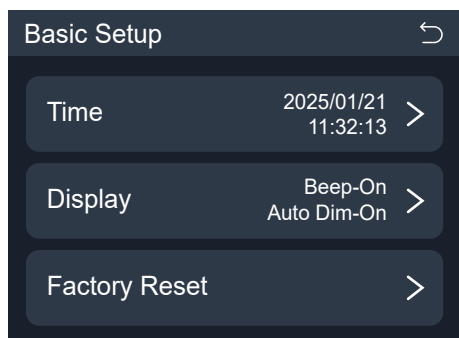 Basic Setup
Time
2025/01/21
11:32:13
Display
Beep-On
Auto Dim-On
Factory Reset